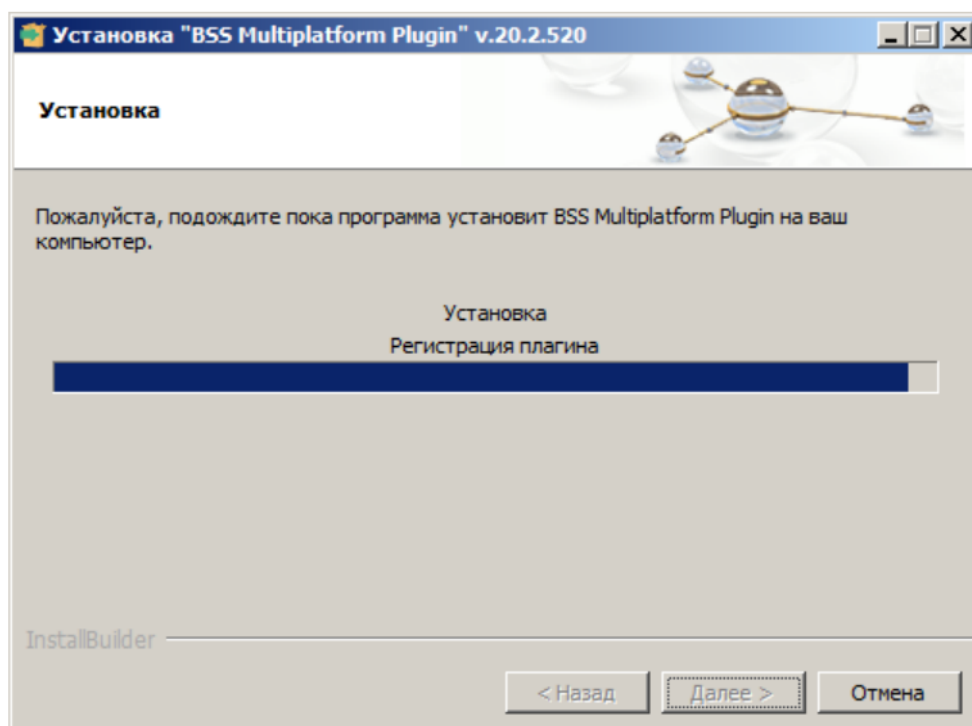 Установка "BSS Multiplatform Plugin" v.20.2.520
Установка
Пожалуйста, подождите пока программа установит BSS Multiplatform Plugin на ваш
компьютер.
Установка
Регистрация плагина
InstallBuilder
< Назад
Далее >
Отмена